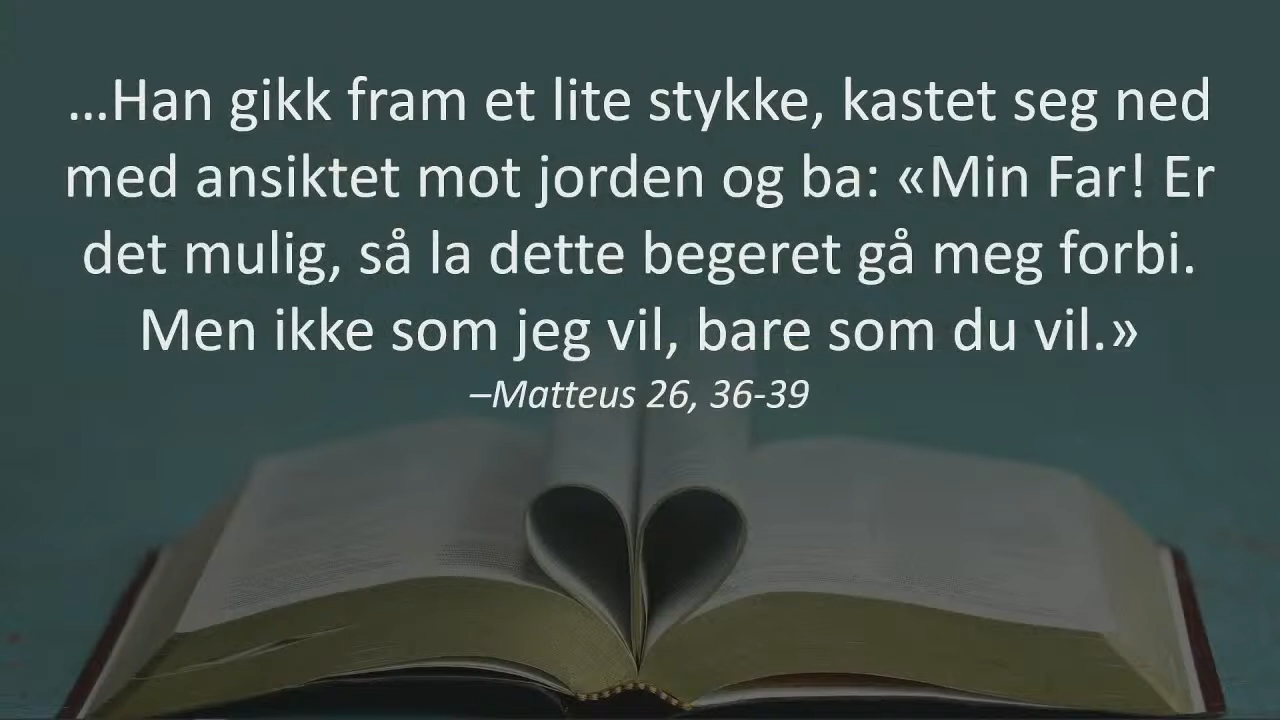 …Han gikk fram et lite stykke, kastet seg ned
med ansiktet mot jorden og ba: «Min Far! Er
det mulig, så la dette begeret gå meg forbi.
Men ikke som jeg vil, bare som du vil.»
–Matteus 26, 36-39